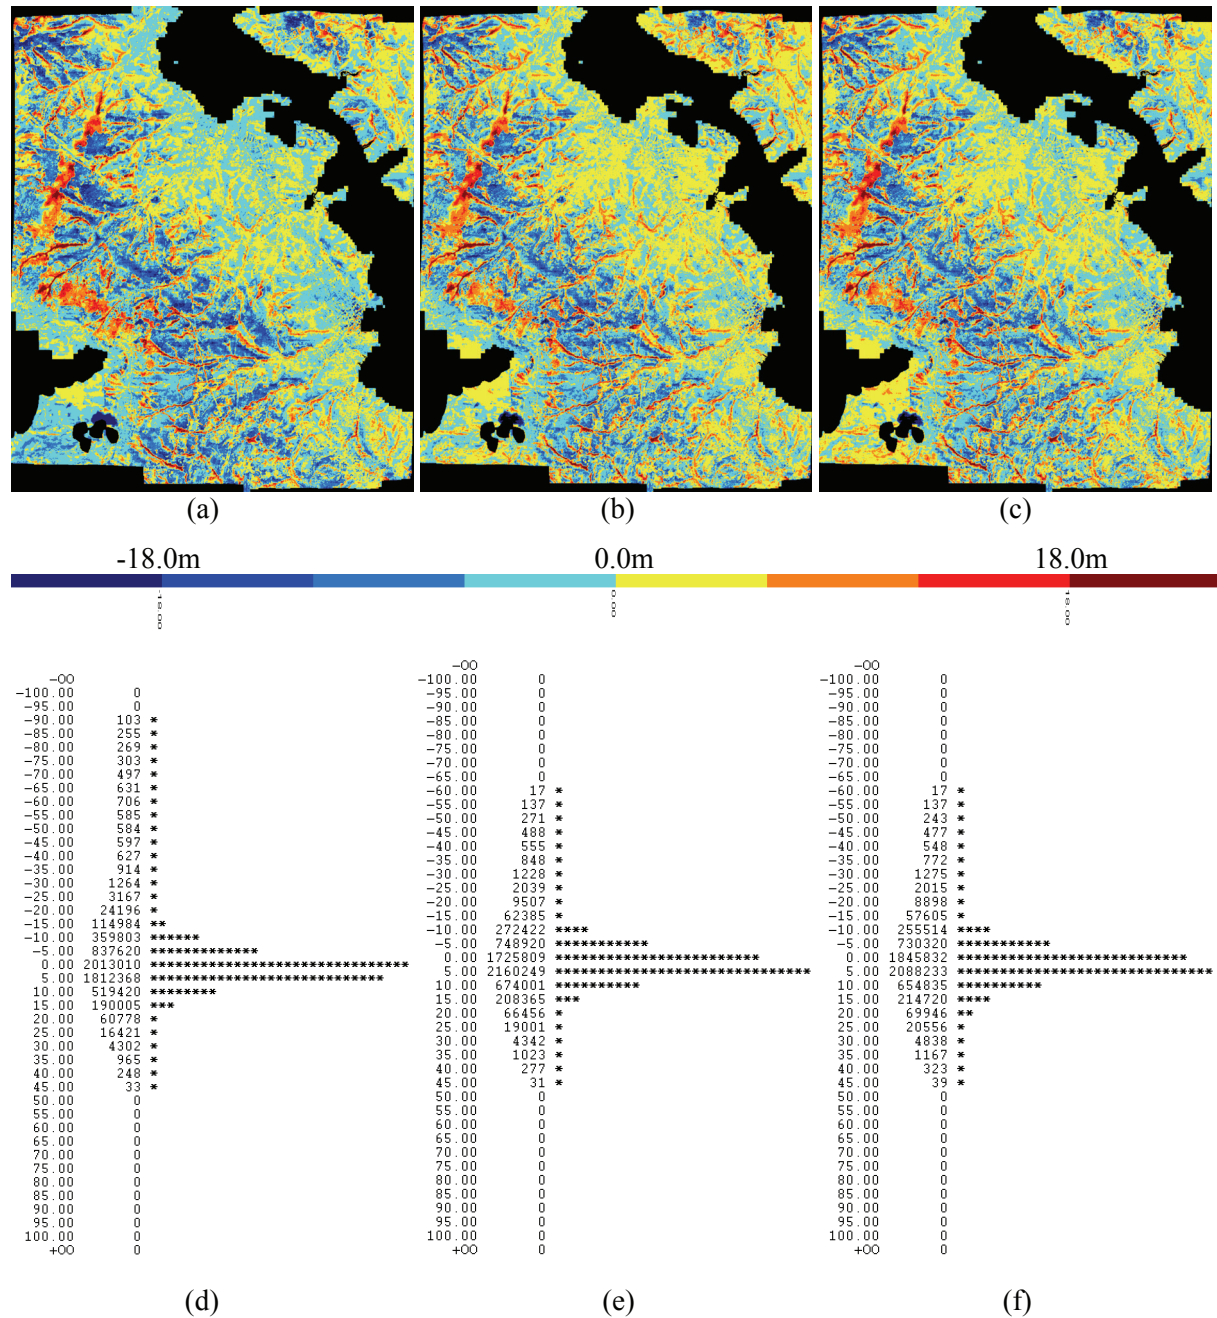 (a)
(b)
(c)
-18.0m
0.0m
18.0m
-18.00
0.00
18.00
-OO
-100.00 0
-95.00 0
-90.00 103 *
-85.00 255 *
-80.00 269 *
-75.00 303 *
-70.00 497 *
-65.00 631 *
-60.00 706 *
-55.00 585 *
-50.00 584 *
-45.00 597 *
-40.00 627 *
-35.00 914 *
-30.00 1264 *
-25.00 3167 *
-20.00 24196 *
-15.00 114984 **
-10.00 359803 ******
-5.00 837620 *************
0.00 2013010 *******************************
5.00 1812368 ****************************
10.00 519420 ********
15.00 190005 ***
20.00 60778 *
25.00 16421 *
30.00 4302 *
35.00 965 *
40.00 248 *
45.00 33 *
50.00 0
55.00 0
60.00 0
65.00 0
70.00 0
75.00 0
80.00 0
85.00 0
90.00 0
95.00 0
100.00 0
+OO 0
(d)
-OO
-100.00 0
-95.00 0
-90.00 0
-85.00 0
-80.00 0
-75.00 0
-70.00 0
-65.00 0
-60.00 17 *
-55.00 137 *
-50.00 271 *
-45.00 488 *
-40.00 555 *
-35.00 848 *
-30.00 1228 *
-25.00 2039 *
-20.00 9507 *
-15.00 62385 *
-10.00 272422 ****
-5.00 748920 ***********
0.00 1725809 *************************
5.00 2160249 *******************************
10.00 674001 **********
15.00 208365 ***
20.00 66456 *
25.00 19001 *
30.00 4342 *
35.00 1023 *
40.00 277 *
45.00 31 *
50.00 0
55.00 0
60.00 0
65.00 0
70.00 0
75.00 0
80.00 0
85.00 0
90.00 0
95.00 0
100.00 0
+OO 0
(e)
-OO
-100.00 0
-95.00 0
-90.00 0
-85.00 0
-80.00 0
-75.00 0
-70.00 0
-65.00 0
-60.00 17 *
-55.00 137 *
-50.00 243 *
-45.00 477 *
-40.00 548 *
-35.00 772 *
-30.00 1275 *
-25.00 2015 *
-20.00 8898 *
-15.00 57605 *
-10.00 255514 ****
-5.00 730320 ***********
0.00 1845832 ****************************
5.00 2088233 *******************************
10.00 654835 **********
15.00 214720 ****
20.00 69946 **
25.00 20556 *
30.00 4838 *
35.00 1167 *
40.00 323 *
45.00 39 *
50.00 0
55.00 0
60.00 0
65.00 0
70.00 0
75.00 0
80.00 0
85.00 0
90.00 0
95.00 0
100.00 0
+OO 0
(f)